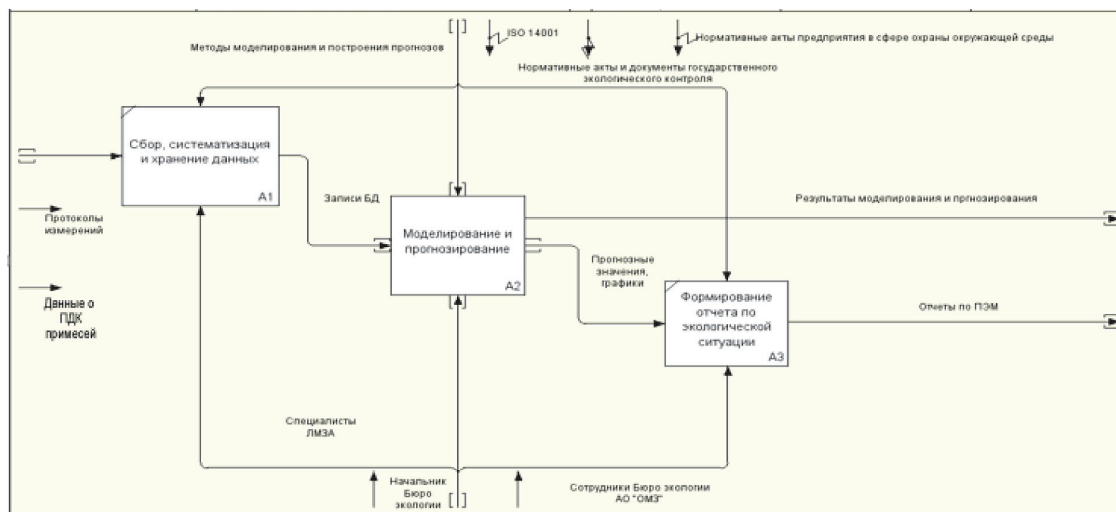 ISO 14001
Нормативные акты предприятия в сфере охраны окружающей среды
Методы моделирования и построения прогнозов
Нормативные акты и документы государственного
экологического контроля
Сбор, систематизация
и хранение данных
A1
Записи БД
Результаты моделирования и пргнозирования
Протоколы
измерений
Моделирование и
прогнозирование
A2
Прогнозные
значения,
графики
Данные о
ПДК
примесей
Формирование
отчета по
экологической
ситуации
A3
Отчеты по ПЭМ
Специалисты
ЛМЗА
Начальник
Бюро
экологии
Сотрудники Бюро экологии
АО "ОМЗ"